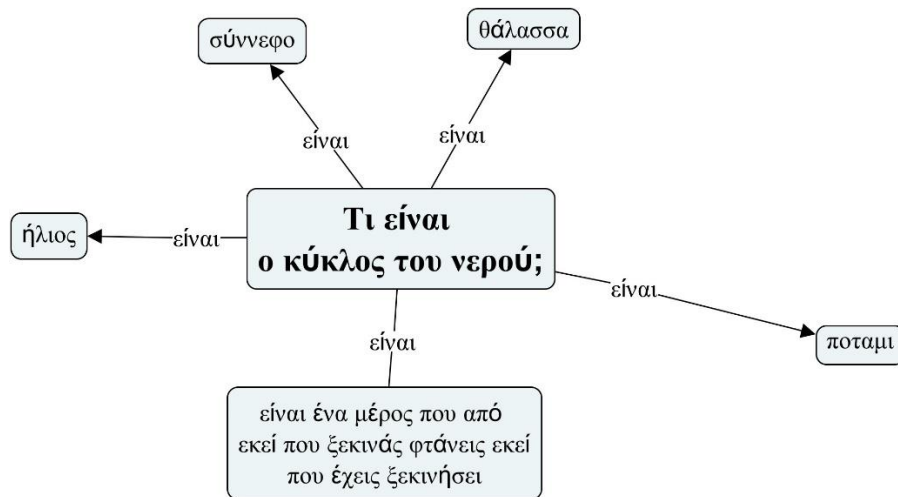 σύννεφο
θάλασσα
είναι
είναι
Τι είναι
ο κύκλος του νερού;
ήλιος
είναι
είναι
ποταμι
είναι
είναι ένα μέρος που από
εκεί που ξεκινάς φτάνεις εκεί
που έχεις ξεκινήσει